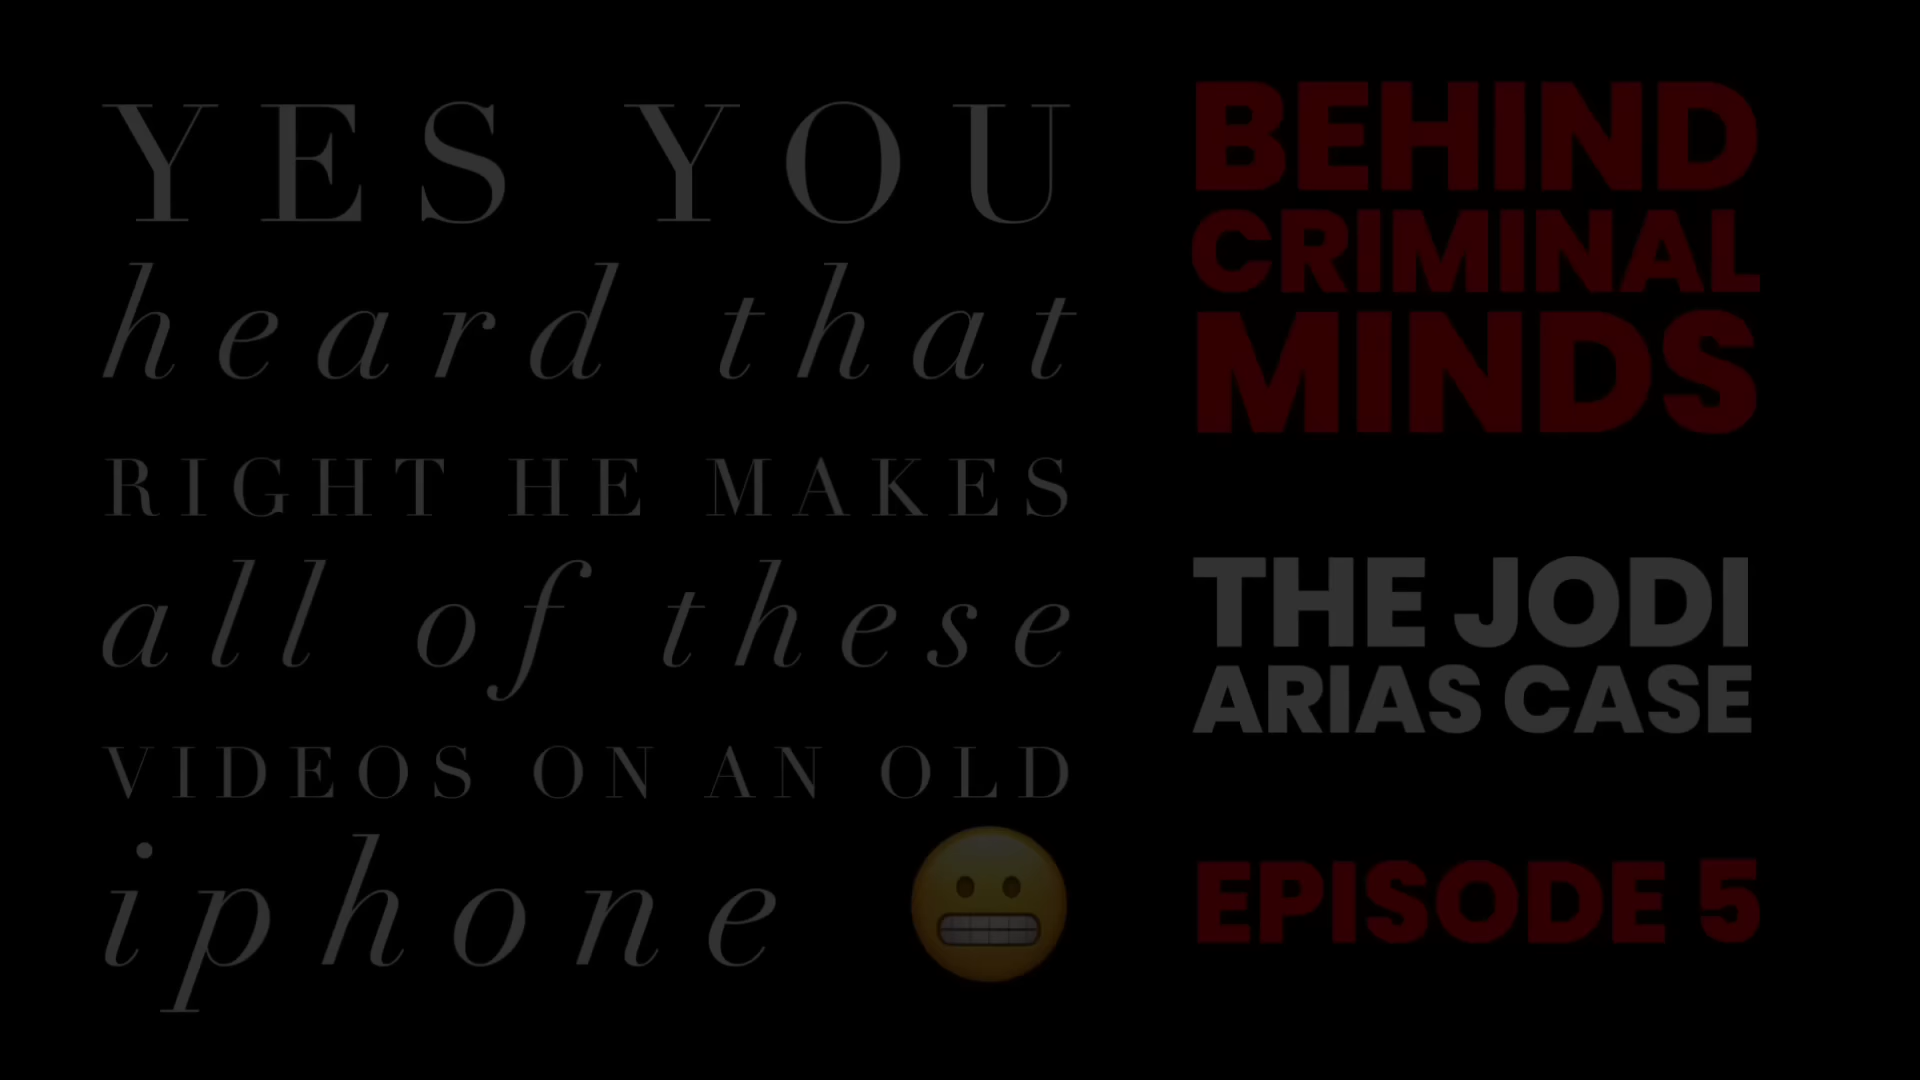 YES YOU
heard that
RIGHT HE MAKES
all of these
VIDEOS ON AN OLD
iphone 😬
BEHIND
CRIMINAL
MINDS
THE JODI
ARIAS CASE
EPISODE 5